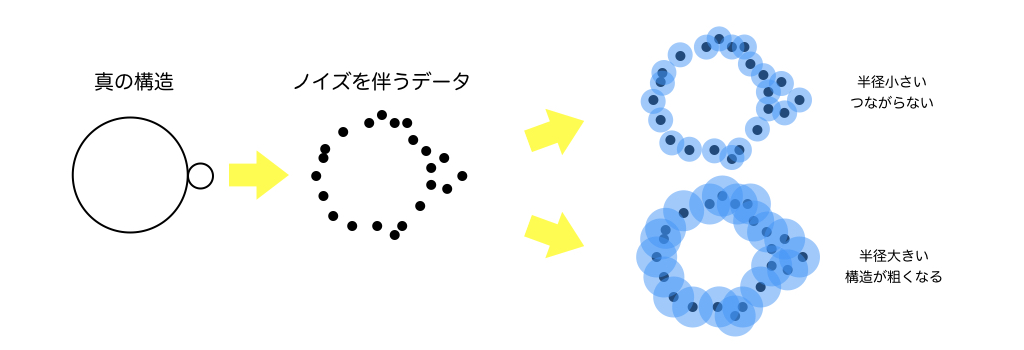 真の構造
ノイズを伴うデータ
半径小さい
つながらない
半径大きい
構造が粗くなる